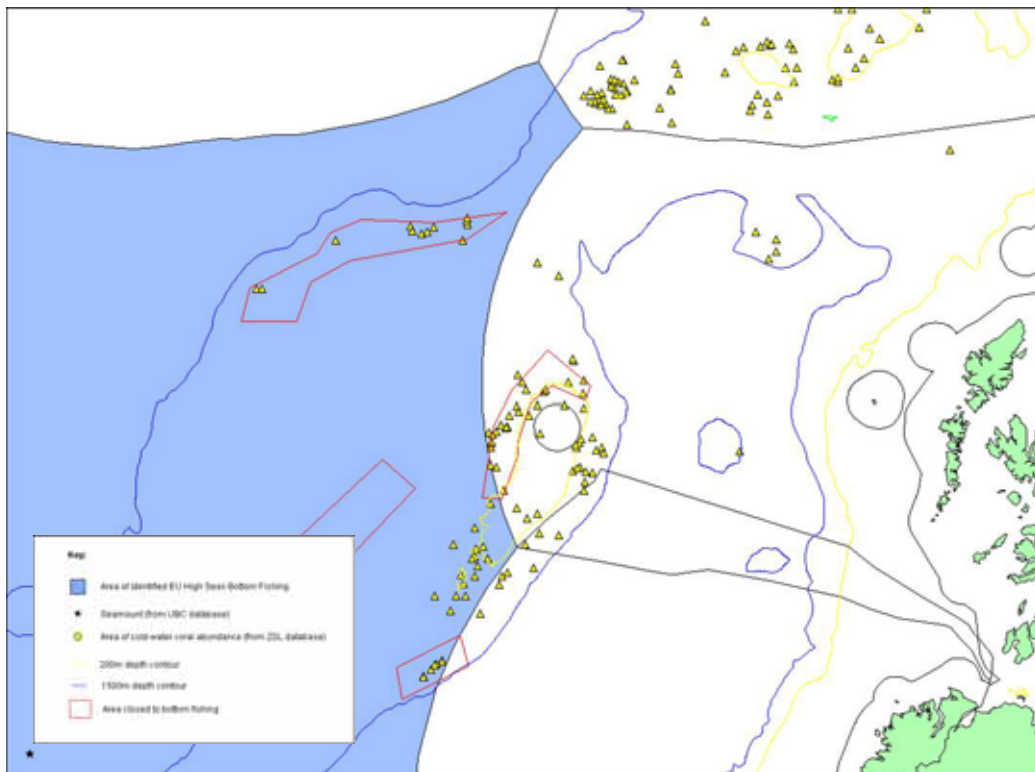 Key:
Area of Identified EU High Seas Bottom Fishing
Seamount (from UBC database)
Area of cold-water coral abundance (from ZSL database)
200m depth contour
1500m depth contour
Area closed to bottom fishing